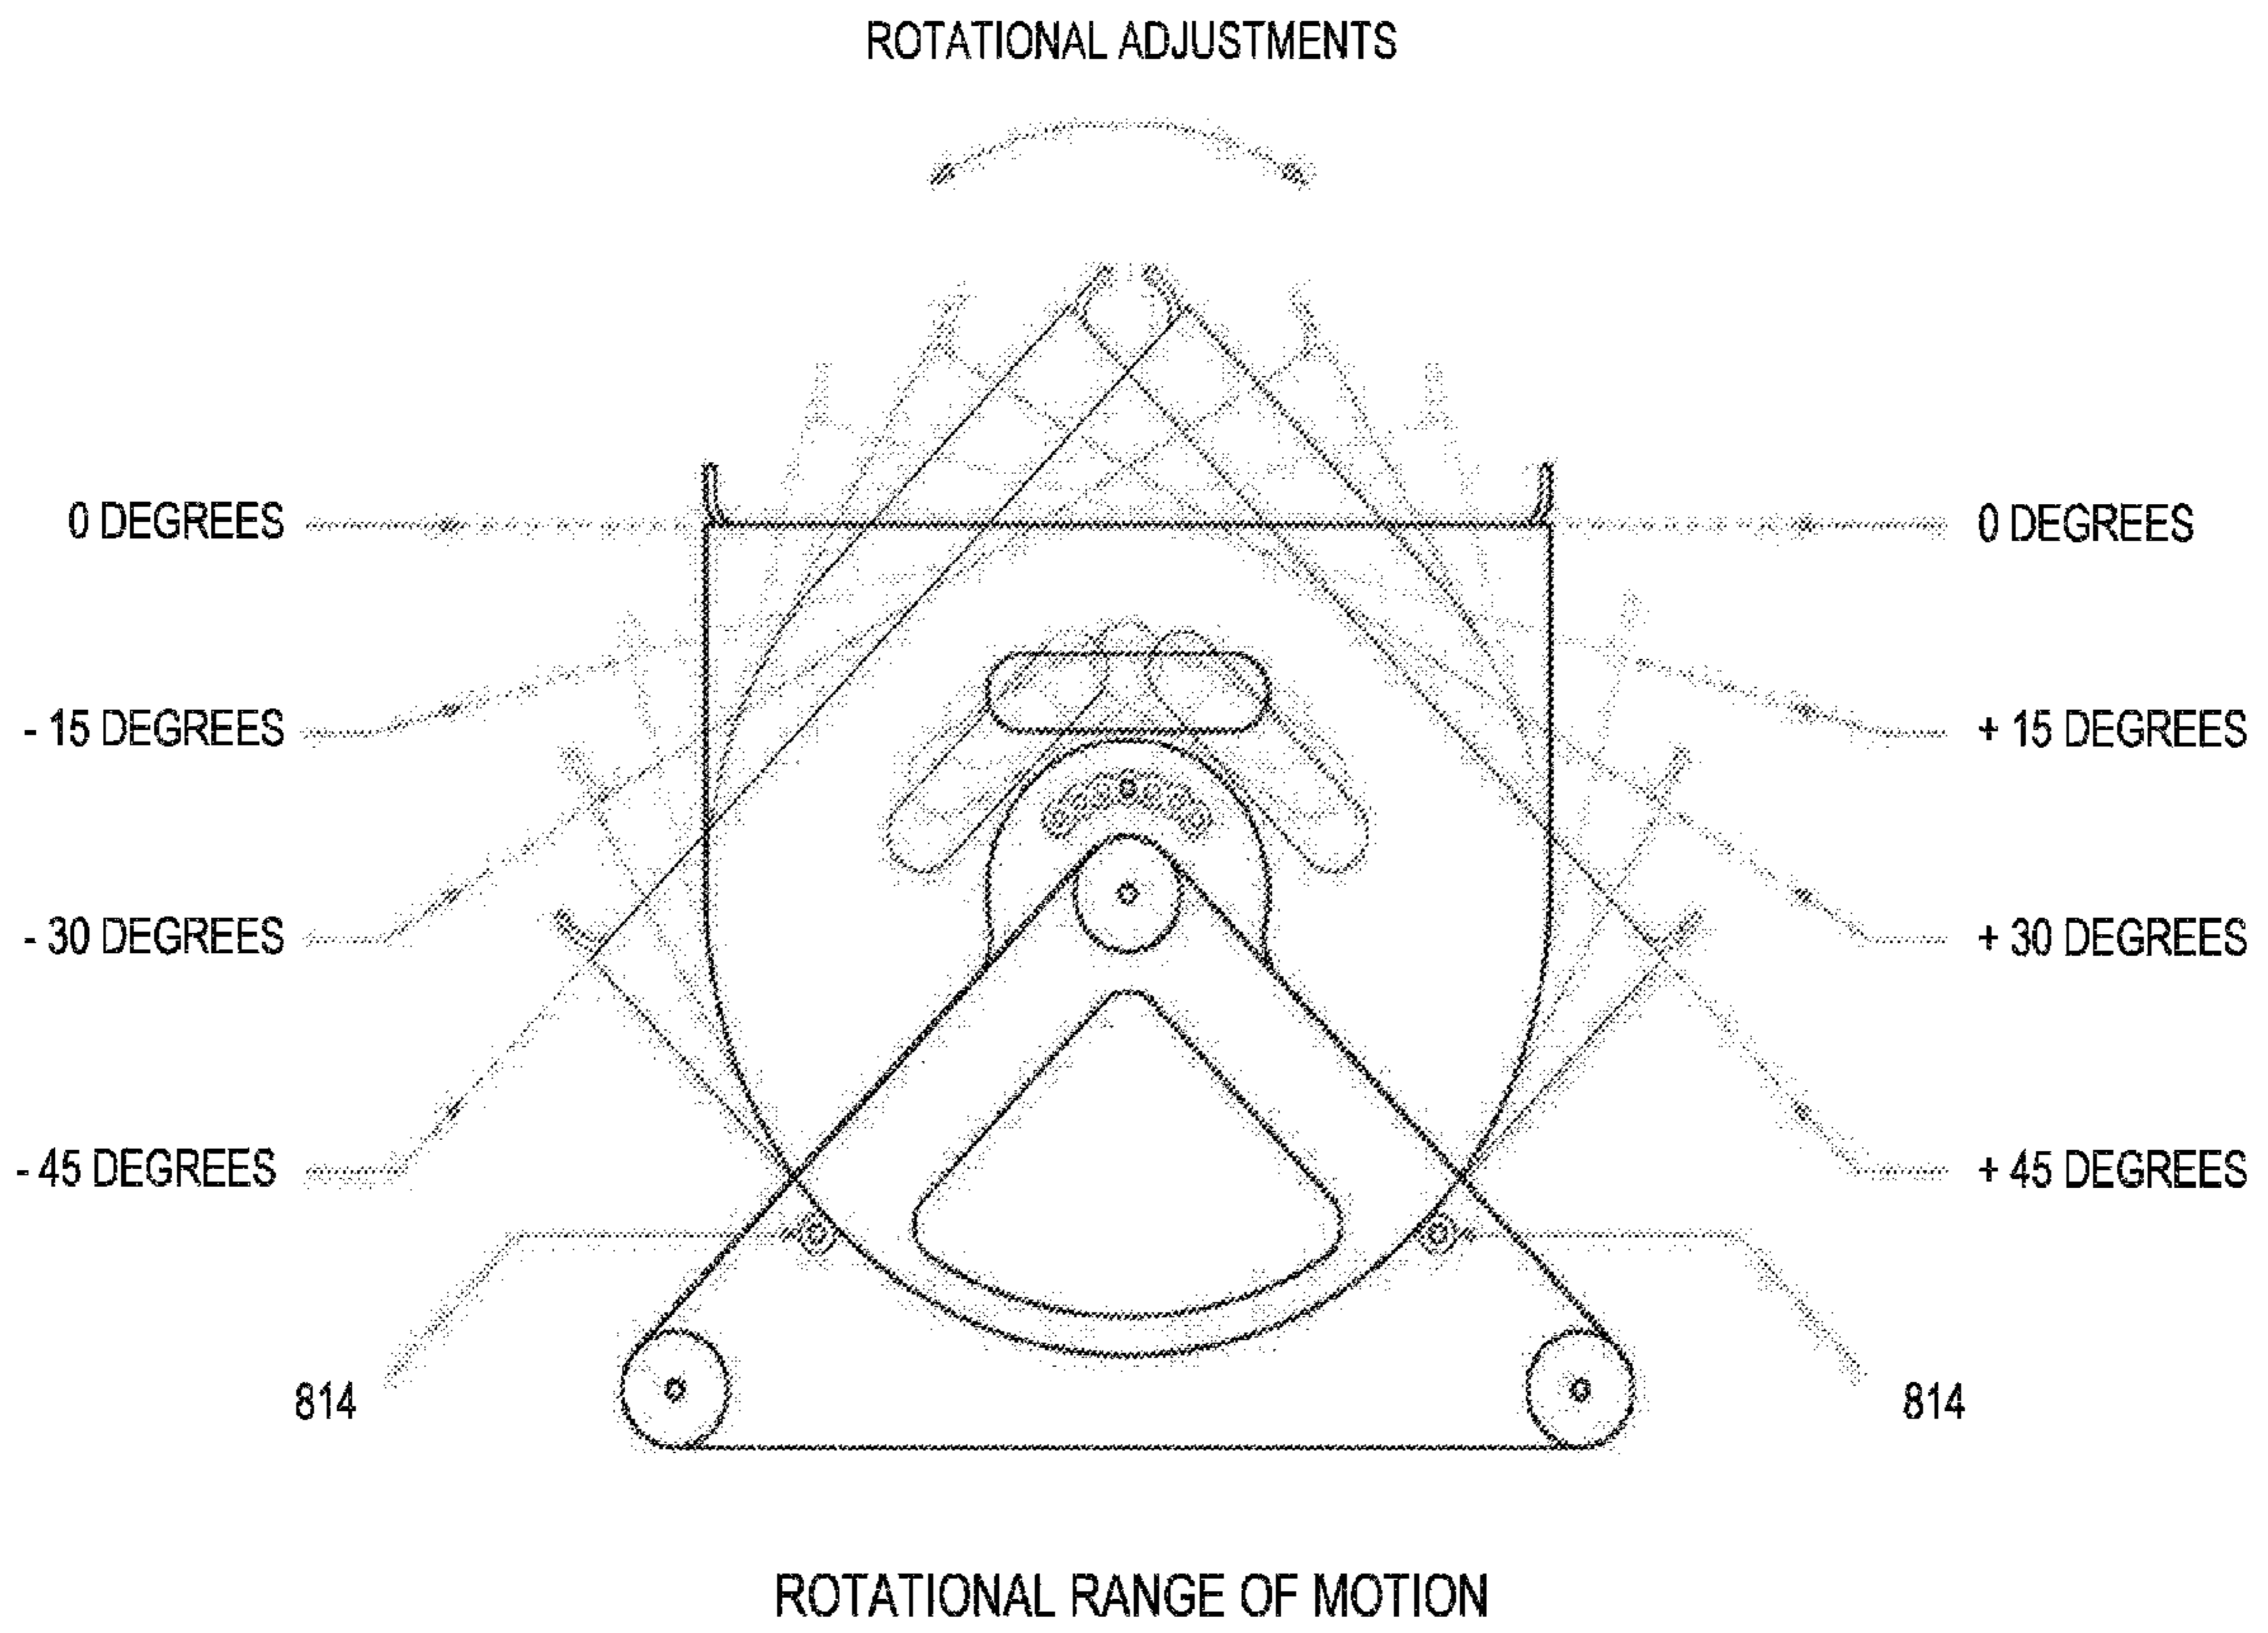 ROTATIONAL ADJUSTMENTS
0 DEGREES
0 DEGREES
- 15 DEGREES
+ 15 DEGREES
- 30 DEGREES
+ 30 DEGREES
- 45 DEGREES
+ 45 DEGREES
814
814
ROTATIONAL RANGE OF MOTION